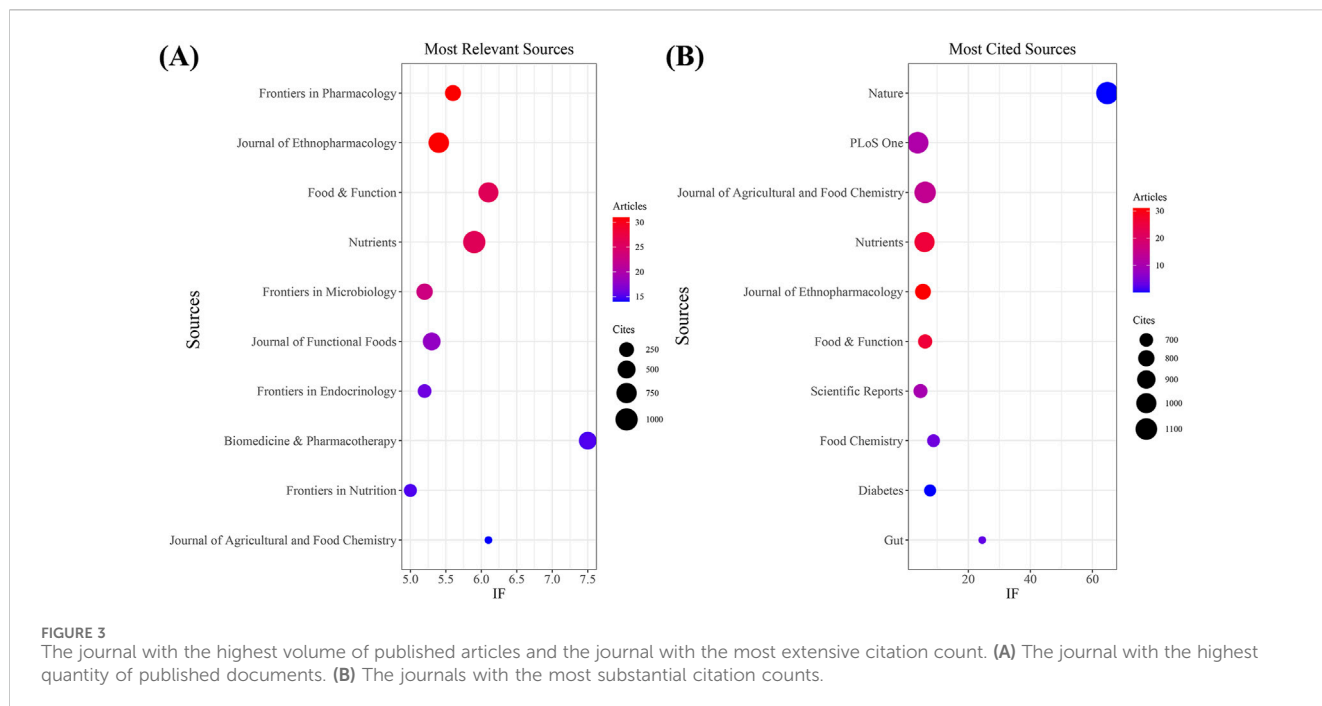 (A)
Most Relevant Sources
Frontiers in Pharmacology
Journal of Ethnopharmacology
Food & Function
Nutrients
Frontiers in Microbiology
Journal of Functional Foods
Frontiers in Endocrinology
Biomedicine & Pharmacotherapy
Frontiers in Nutrition
Journal of Agricultural and Food Chemistry
Sources
5.0 5.5 6.0 6.5 7.0 7.5
IF
Articles
30
25
20
15
Cites
250
500
750
1000
(B)
Most Cited Sources
Nature
PLoS One
Journal of Agricultural and Food Chemistry
Nutrients
Journal of Ethnopharmacology
Food & Function
Scientific Reports
Food Chemistry
Diabetes
Gut
Sources
20 40 60
IF
Articles
30
20
10
Cites
700
800
900
1000
1100
FIGURE 3
The journal with the highest volume of published articles and the journal with the most extensive citation count. (A) The journal with the highest
quantity of published documents. (B) The journals with the most substantial citation counts.